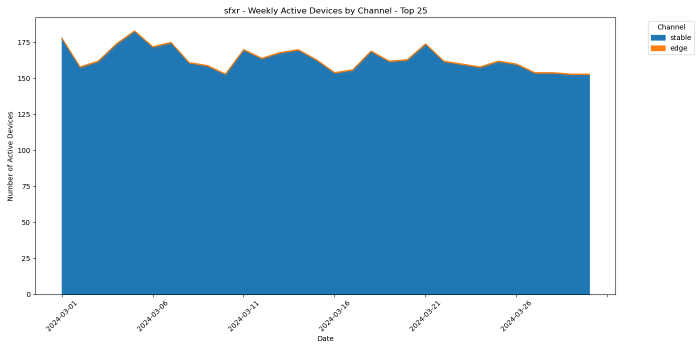 sfxr - Weekly Active Devices by Channel - Top 25
Channel
stable
edge
Number of Active Devices
175
150
125
100
75
50
25
0
2024-03-01
2024-03-06
2024-03-11
2024-03-16
2024-03-21
2024-03-26
Date